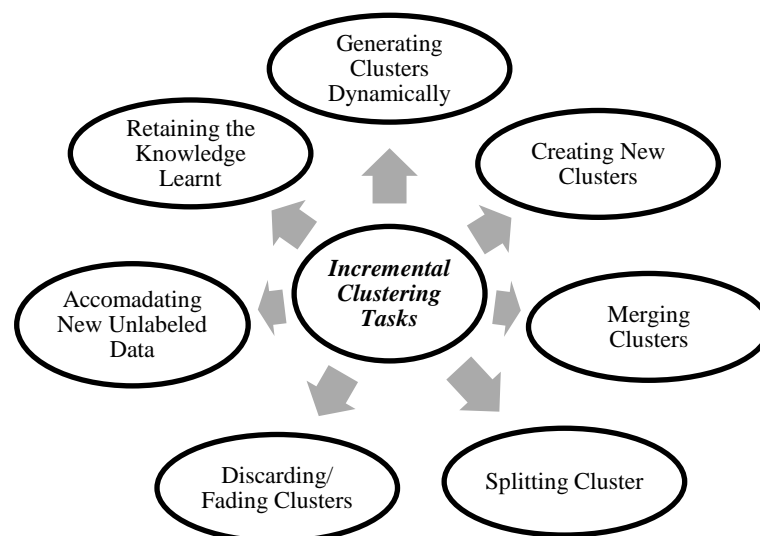 Generating
Clusters
Dynamically
Creating New
Clusters
Merging
Clusters
Splitting Cluster
Discarding/
Fading Clusters
Accomadating
New Unlabeled
Data
Retaining the
Knowledge
Learnt
Incremental
Clustering
Tasks